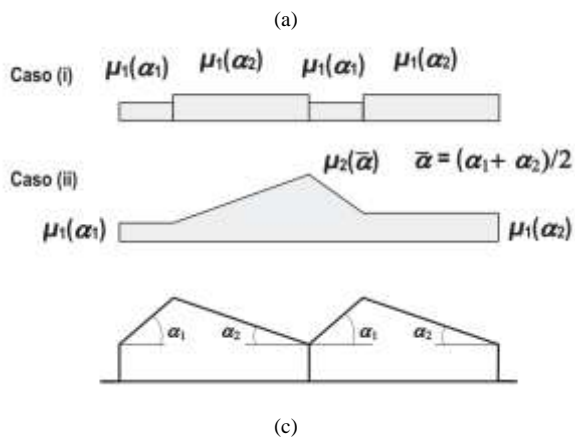 (a)
Caso (i) μ₁(α₁) μ₁(α₂) μ₁(α₁) μ₁(α₂)
μ₂(ᾱ) ᾱ = (α₁+ α₂)/2
Caso (ii)
μ₁(α₁) μ₁(α₂)
α₁ α₂ α₁ α₂
(c)